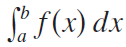 ∫ₐᵇ f(x) dx